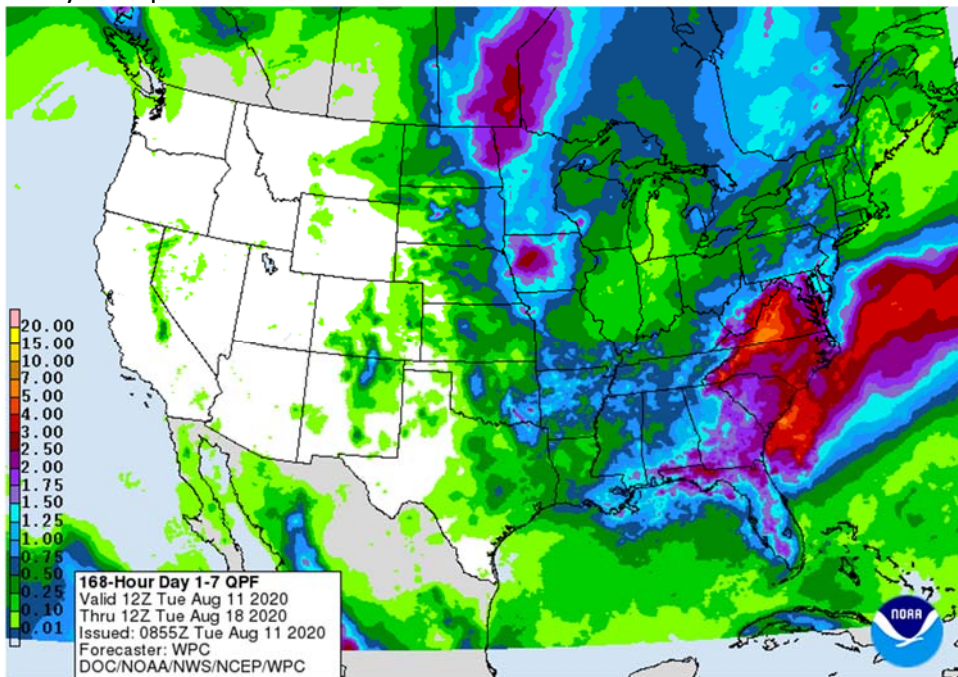 20.00
15.00
10.00
7.00
5.00
4.00
3.00
2.50
2.00
1.75
1.50
1.25
1.00
0.75
0.50
0.25
0.10
0.01
168-Hour Day 1-7 QPF
Valid 12Z Tue Aug 11 2020
Thru 12Z Tue Aug 18 2020
Issued: 0855Z Tue Aug 11 2020
Forecaster: WPC
DOC/NOAA/NWS/NCEP/WPC
NOAA